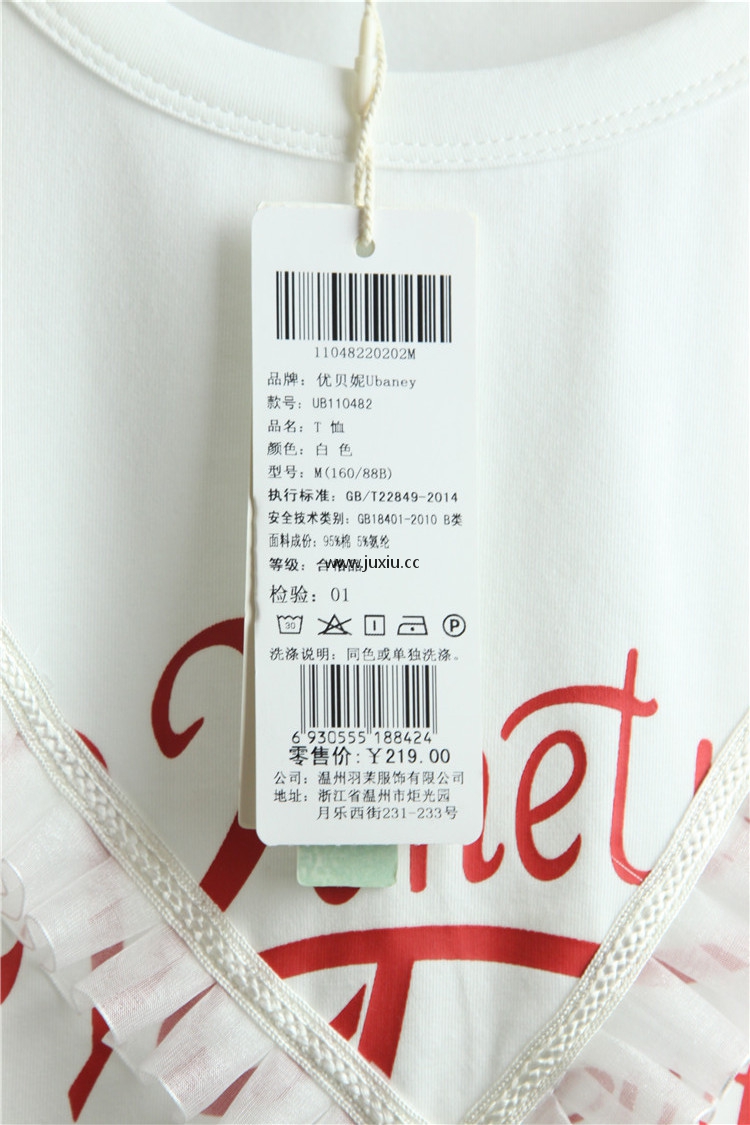 11048220202M
品牌：优贝妮Ubaney
款号：UB110482
品名：T 恤
颜色：白 色
型号：M(160/88B)
执行标准：GB/T22849-2014
安全技术类别：GB18401-2010 B类
面料成份：95%棉 5%氨纶
等级：合格品
www.juxiu.cc
检验：01
30
P
洗涤说明：同色或单独洗涤。
6 930555 188424
零售价:￥219.00
公司：温州羽茉服饰有限公司
地址：浙江省温州市炬光园
月乐西街231-233号